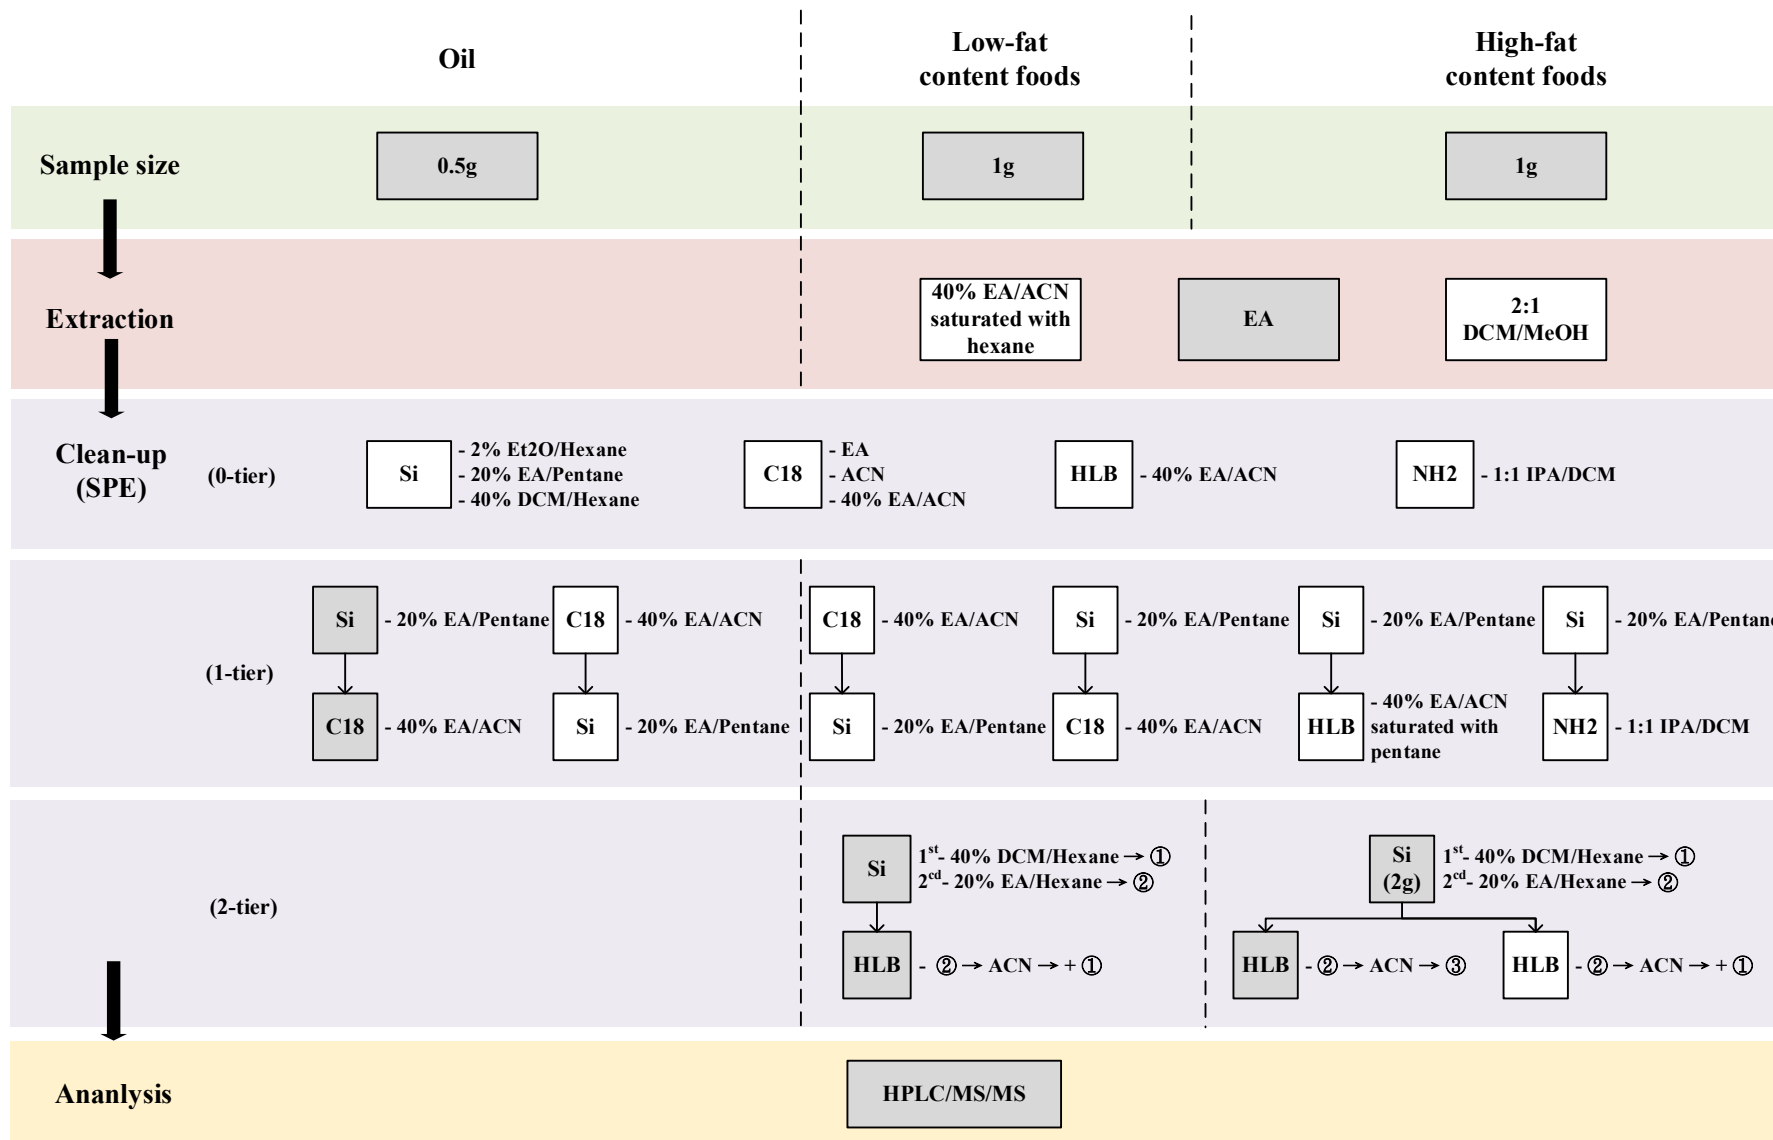 Oil
Low-fat
content foods
High-fat
content foods
Sample size
0.5g
1g
1g
Extraction
40% EA/ACN
saturated with
hexane
EA
2:1
DCM/MeOH
Clean-up
(SPE)
(0-tier)
Si
- 2% Et2O/Hexane
- 20% EA/Pentane
- 40% DCM/Hexane
C18
- EA
- ACN
- 40% EA/ACN
HLB
- 40% EA/ACN
NH2
- 1:1 IPA/DCM
(1-tier)
Si
- 20% EA/Pentane
C18
- 40% EA/ACN
C18
- 40% EA/ACN
Si
- 20% EA/Pentane
Si
- 20% EA/Pentane
Si
- 20% EA/Pentane
C18
- 40% EA/ACN
Si
- 20% EA/Pentane
Si
- 20% EA/Pentane
C18
- 40% EA/ACN
HLB
- 40% EA/ACN
saturated with
pentane
NH2
- 1:1 IPA/DCM
(2-tier)
Si
1st- 40% DCM/Hexane → ①
2cd- 20% EA/Hexane → ②
HLB
- ② → ACN → + ①
Si
(2g)
1st- 40% DCM/Hexane → ①
2cd- 20% EA/Hexane → ②
HLB
- ② → ACN → ③
HLB
- ② → ACN → + ①
Ananlysis
HPLC/MS/MS